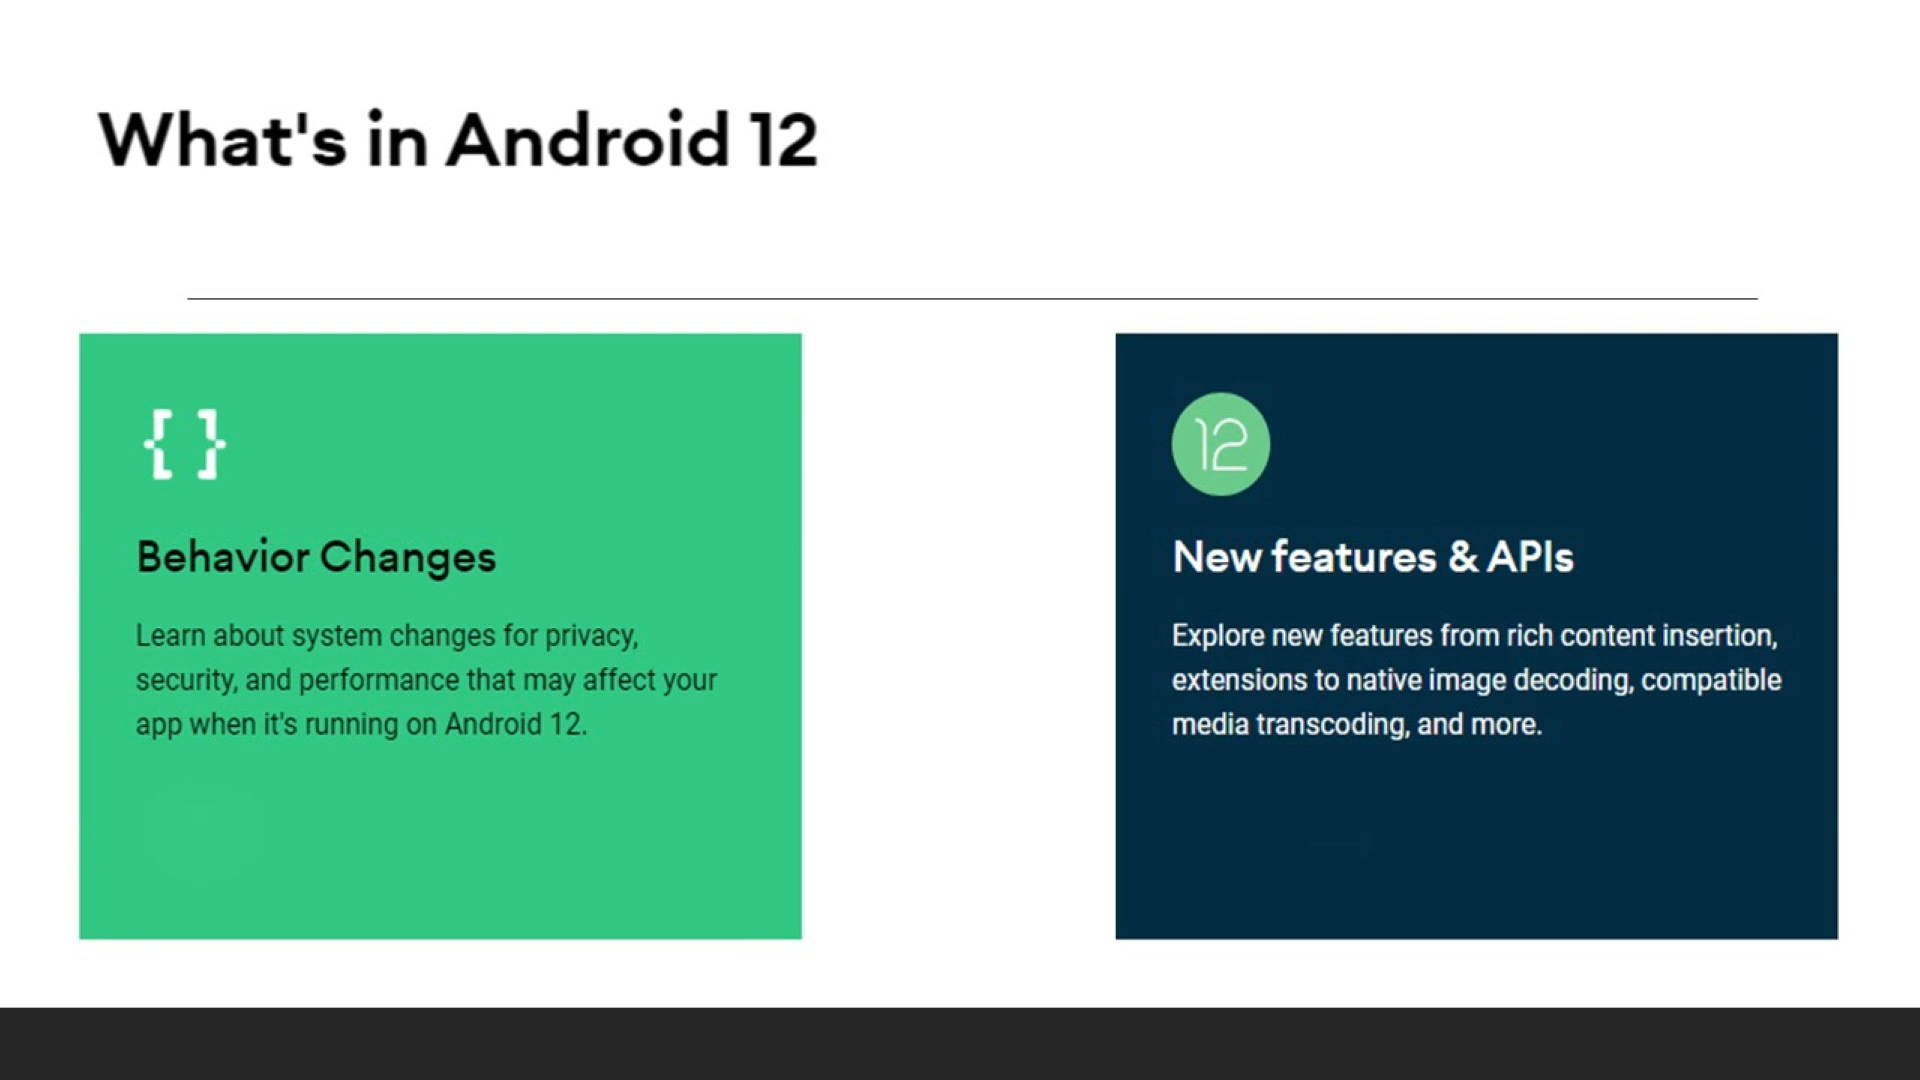 What's in Android 12
{ }
Behavior Changes
Learn about system changes for privacy,
security, and performance that may affect your
app when it's running on Android 12.
12
New features & APIs
Explore new features from rich content insertion,
extensions to native image decoding, compatible
media transcoding, and more.